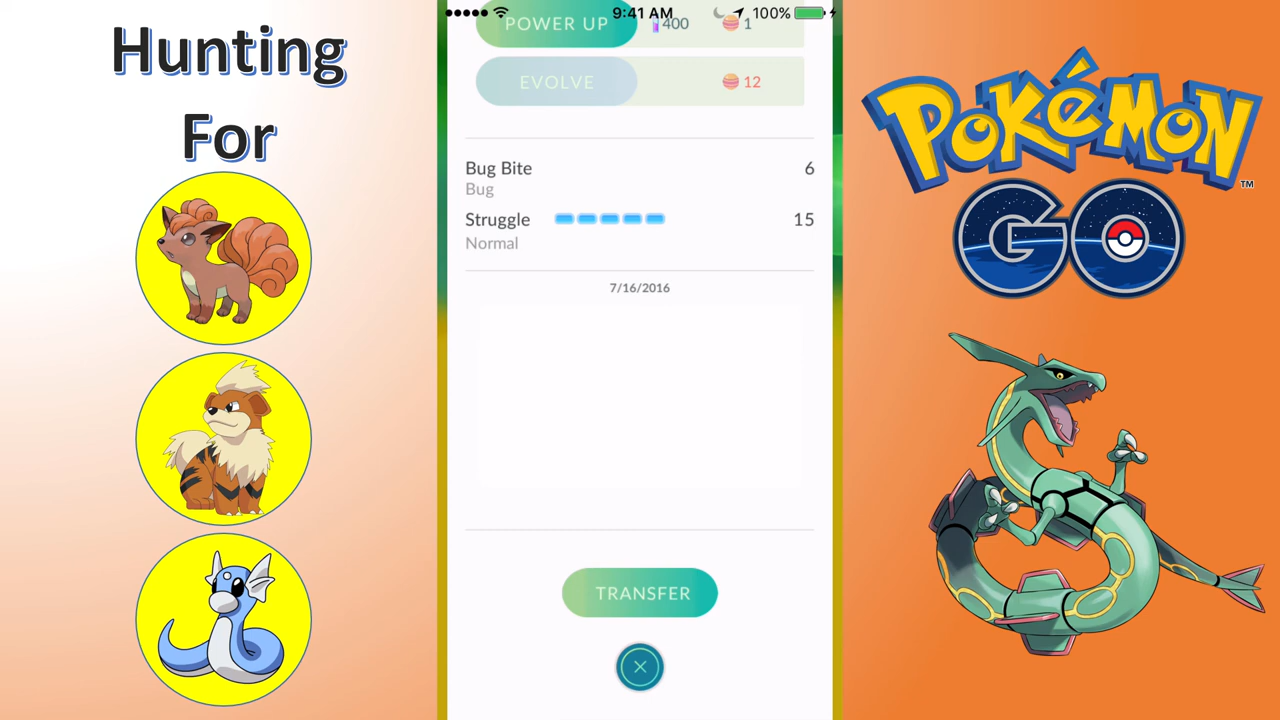 Hunting
For
9:41 AM
100%
POWER UP 400 1
EVOLVE 12
Bug Bite 6
Bug
Struggle 15
Normal
7/16/2016
TRANSFER
POKéMON
TM
GO